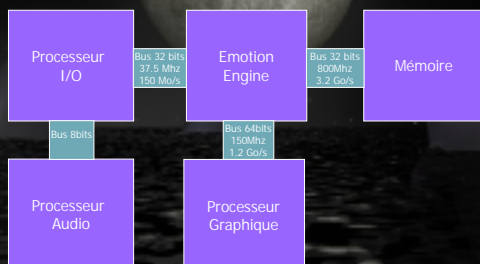 Processeur
I/O
Bus 32 bits
37.5 Mhz
150 Mo/s
Emotion
Engine
Bus 32 bits
800Mhz
3.2 Go/s
Mémoire
Bus 8bits
Bus 64bits
150Mhz
1.2 Go/s
Processeur
Audio
Processeur
Graphique